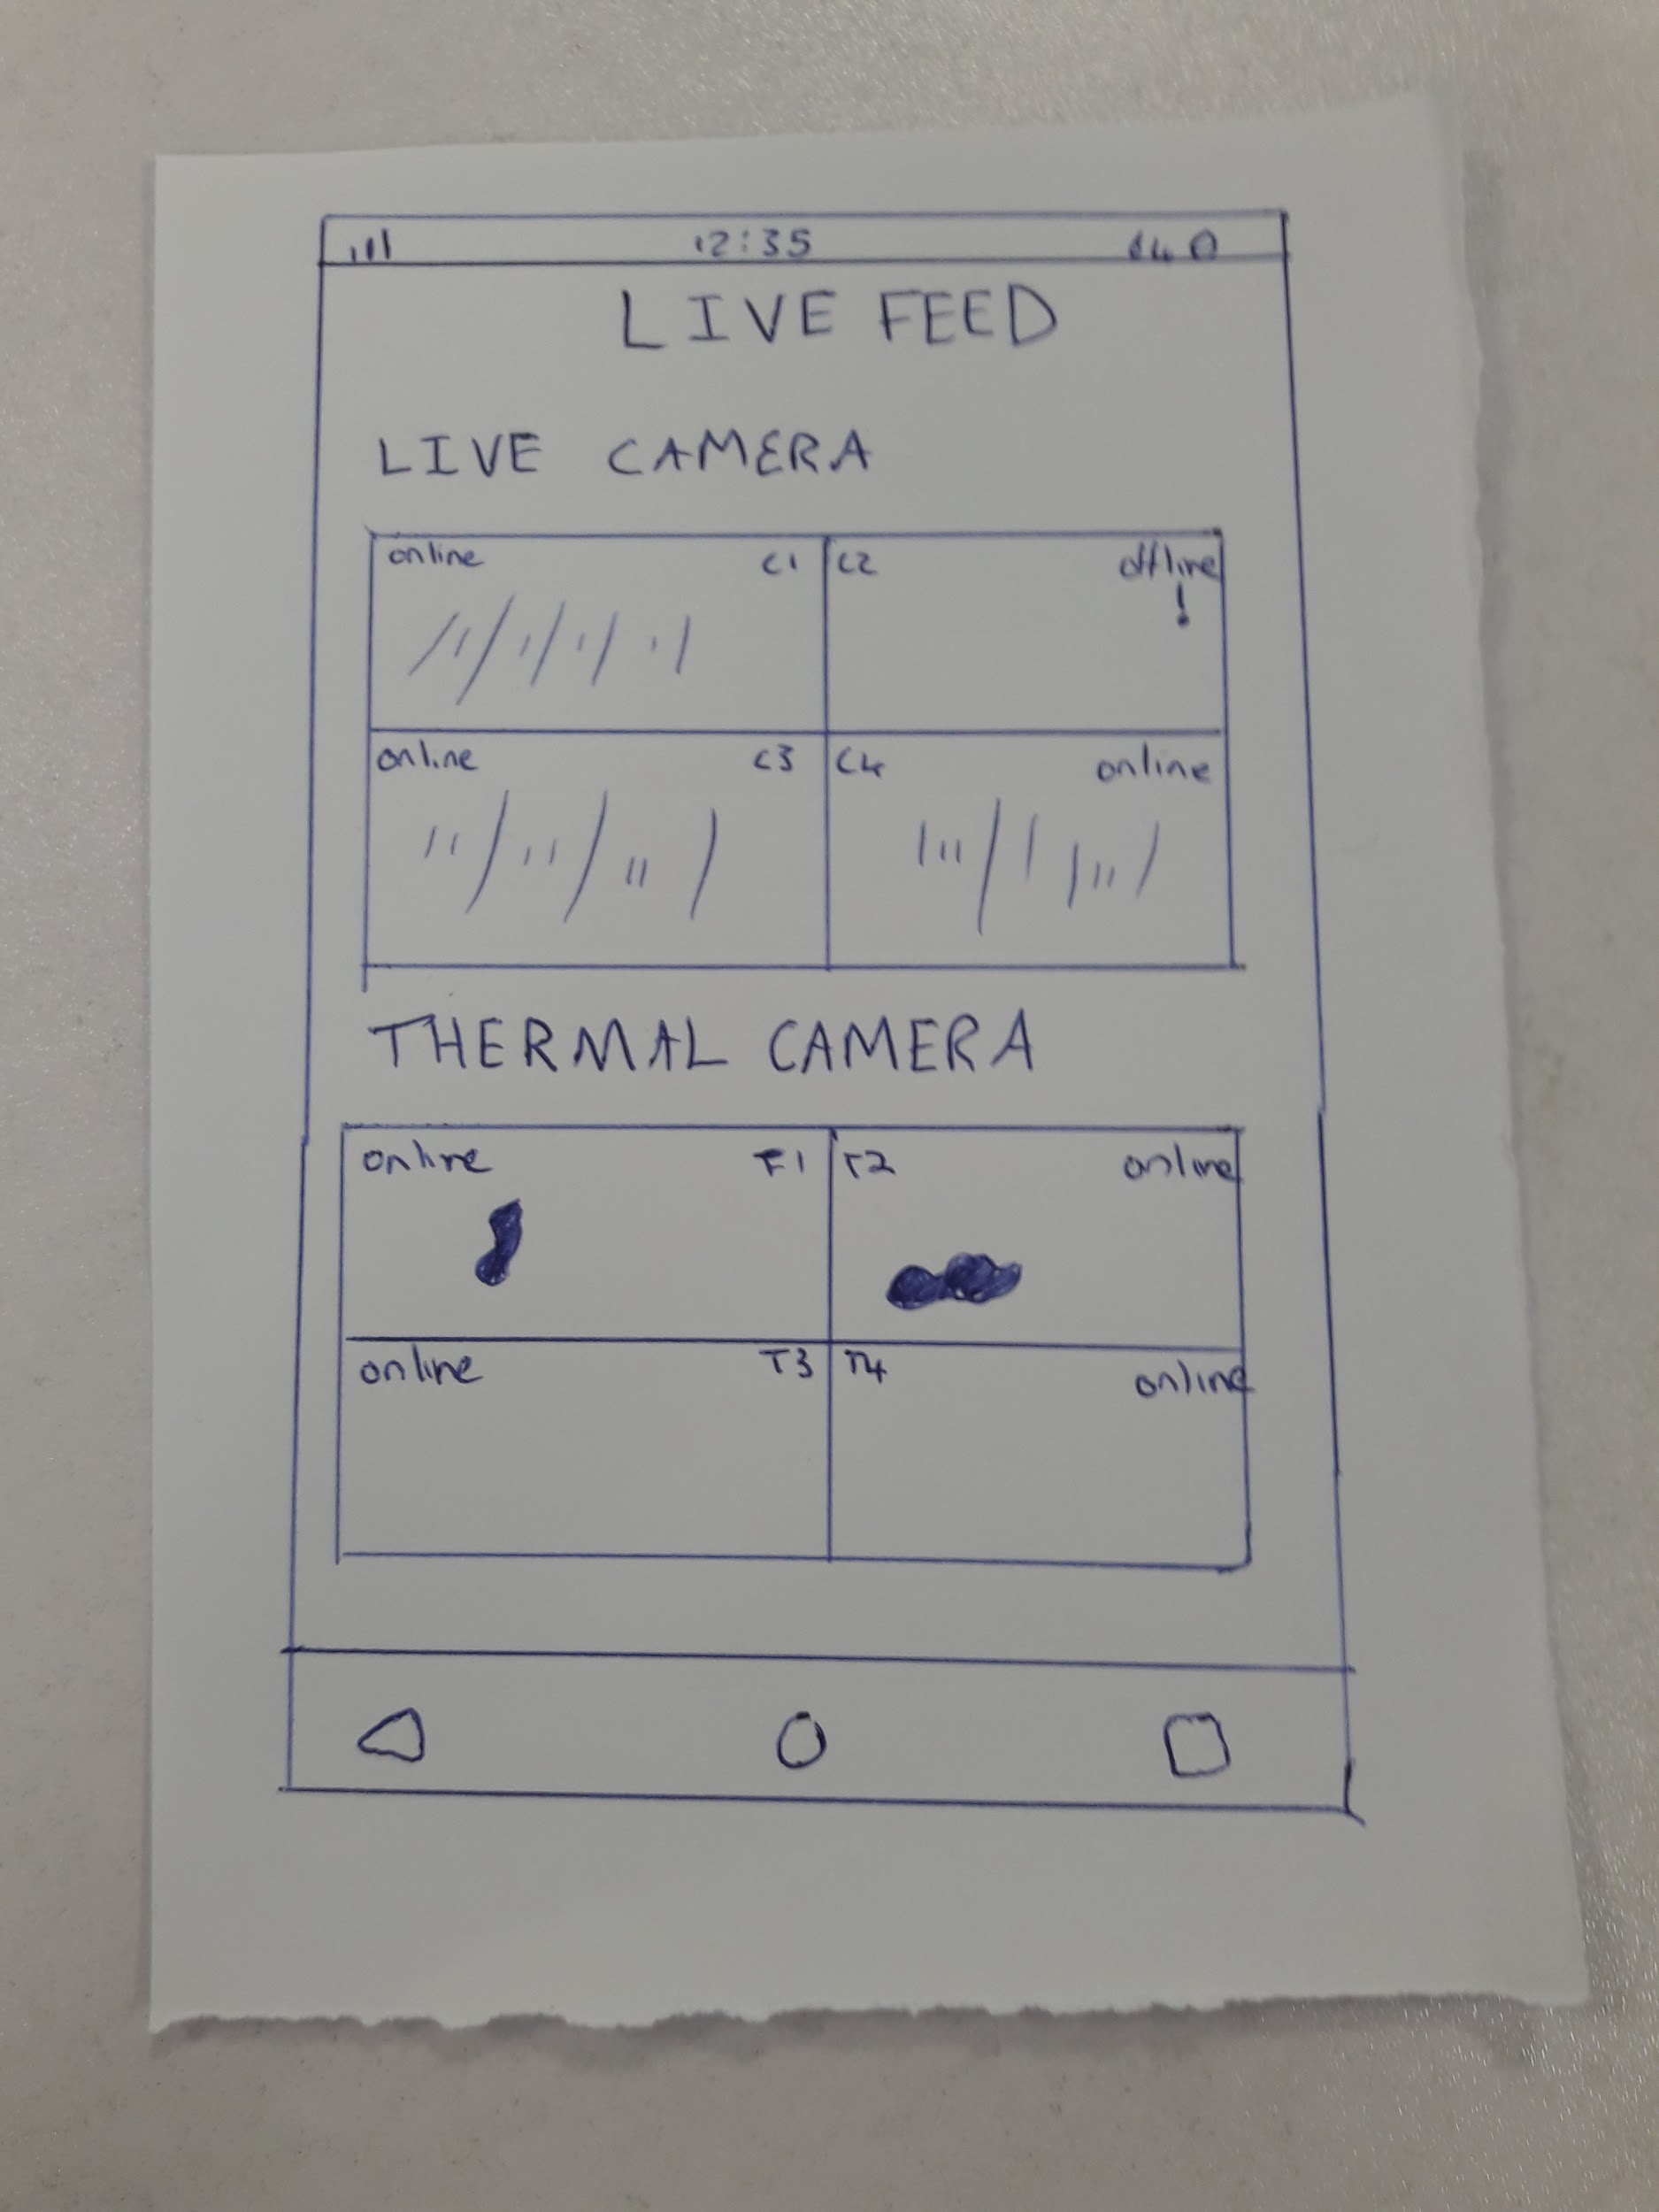 12:35 64
LIVE FEED
LIVE CAMERA
online C1 C2 offline
!
online C3 C4 online
THERMAL CAMERA
online T1 T2 online
online T3 T4 online